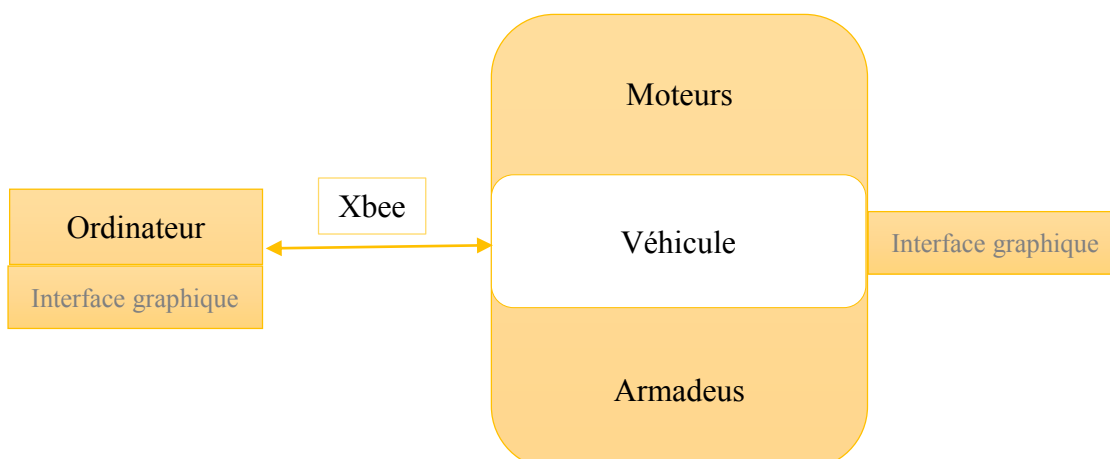 Moteurs
Xbee
Ordinateur
Véhicule
Interface graphique
Interface graphique
Armadeus